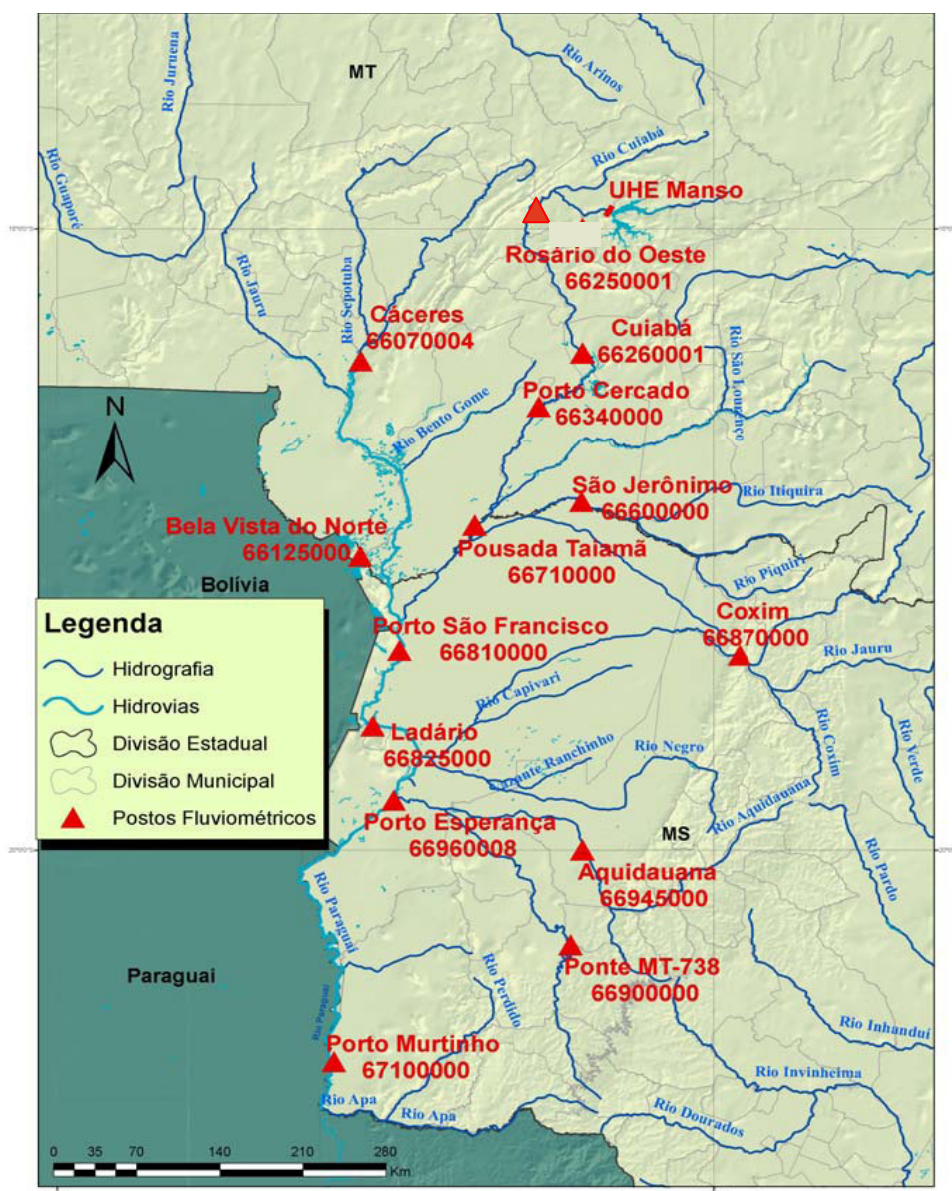 MT
Rio Juruena
Rio Arinos
Rio Guaporé
Rio Cuiabá
UHE Manso
Rosário do Oeste
66250001
Rio Jauru
Rio Sepotuba
Cáceres
66070004
Cuiabá
66260001
Rio São Lourenço
Porto Cercado
66340000
N
Rio Bento Gome
São Jerônimo
66600000
Rio Itiquira
Bela Vista do Norte
66125000
Pousada Taiamã
66710000
Rio Piquiri
Bolívia
Coxim
66870000
Porto São Francisco
66810000
Rio Jauru
Rio Capivari
Ladário
66825000
Rio Negro
Rio Coxim
Rio Verde
Porto Esperança
66960008
MS
Rio Aquidauana
Aquidauana
66945000
Rio Pardo
Legenda
Hidrografia
Hidrovias
Divisão Estadual
Divisão Municipal
Postos Fluviométricos
20°0'0"S
Rio Paraguai
Paraguai
Ponte MT-738
66900000
Rio Perdido
Rio Paraguai
Rio Inhanduí
Porto Murtinho
67100000
Rio Invinheima
Rio Apa
Rio Apa
Rio Dourados
0 35 70 140 210 280
Km